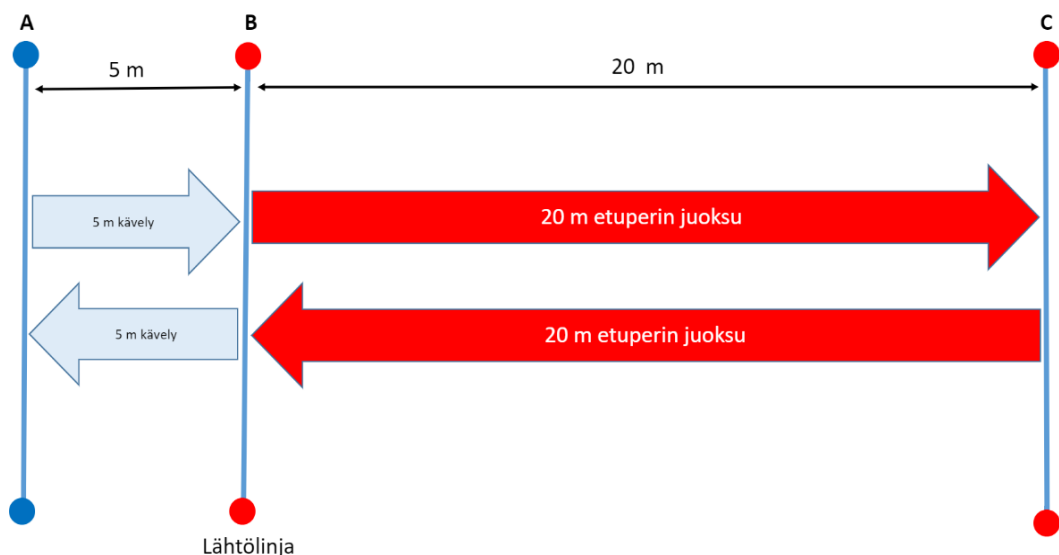 A
B
C
5 m
20 m
5 m kävely
20 m etuperin juoksu
5 m kävely
20 m etuperin juoksu
Lähtölinja